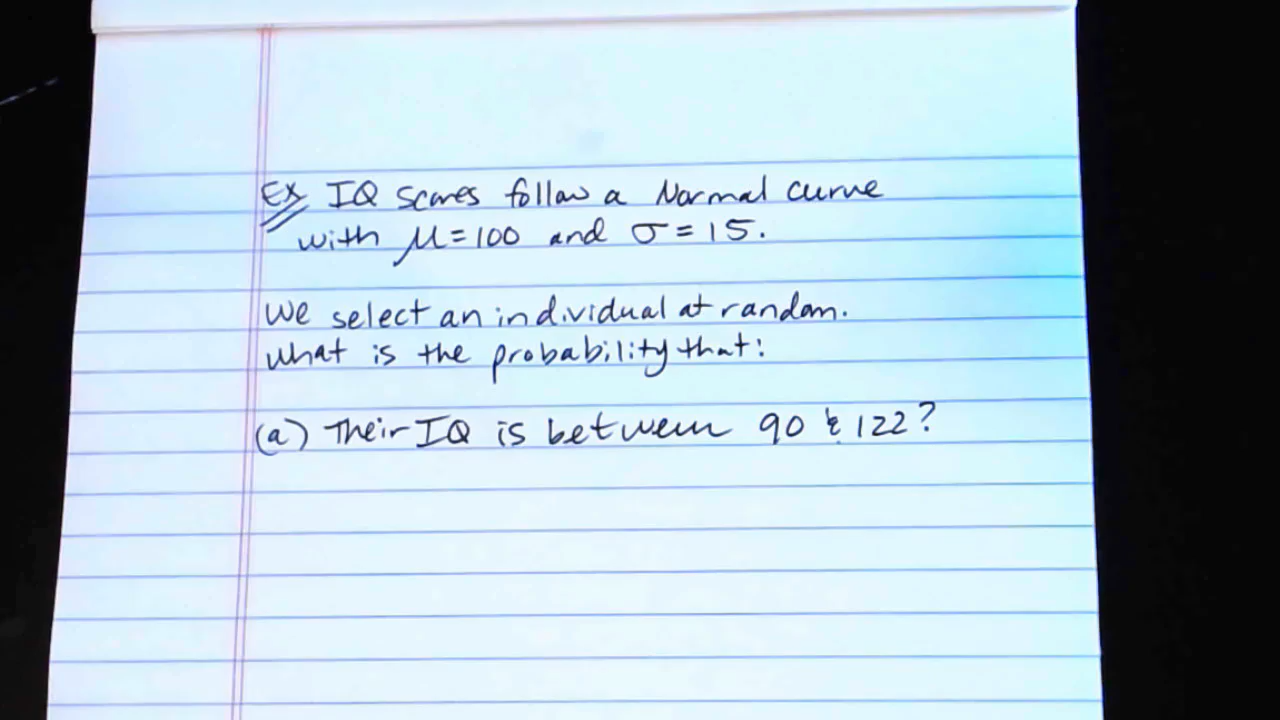 Ex IQ scores follow a Normal curve
with μ=100 and σ=15.
We select an individual at random.
What is the probability that:
(a) Their IQ is between 90 & 122?